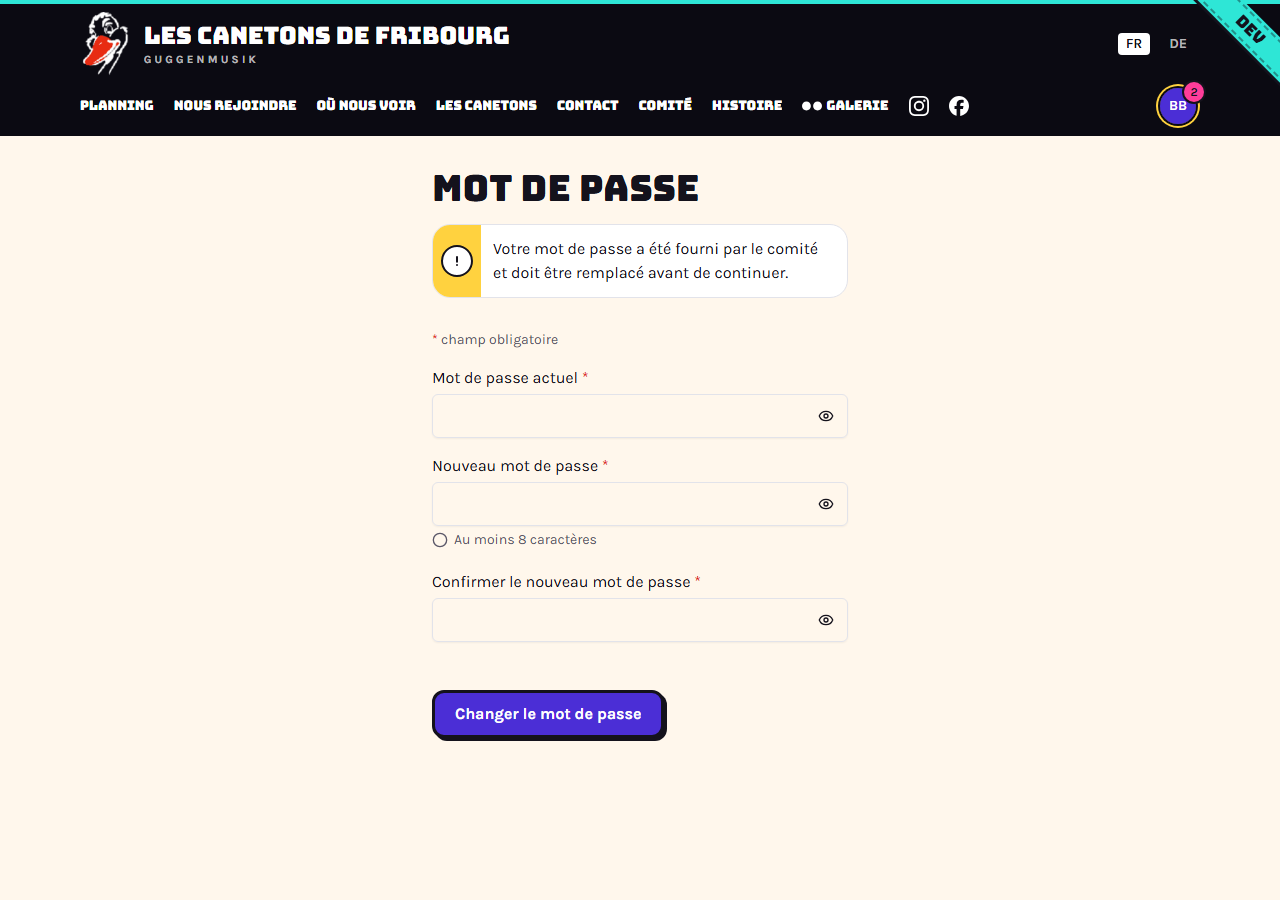 LES CANETONS DE FRIBOURG
GUGGENMUSIK
FR DE
DEV
PLANNING NOUS REJOINDRE OÙ NOUS VOIR LES CANETONS CONTACT COMITÉ HISTOIRE GALERIE
BB 2
MOT DE PASSE
!
Votre mot de passe a été fourni par le comité
et doit être remplacé avant de continuer.
* champ obligatoire
Mot de passe actuel *
Nouveau mot de passe *
Au moins 8 caractères
Confirmer le nouveau mot de passe *
Changer le mot de passe